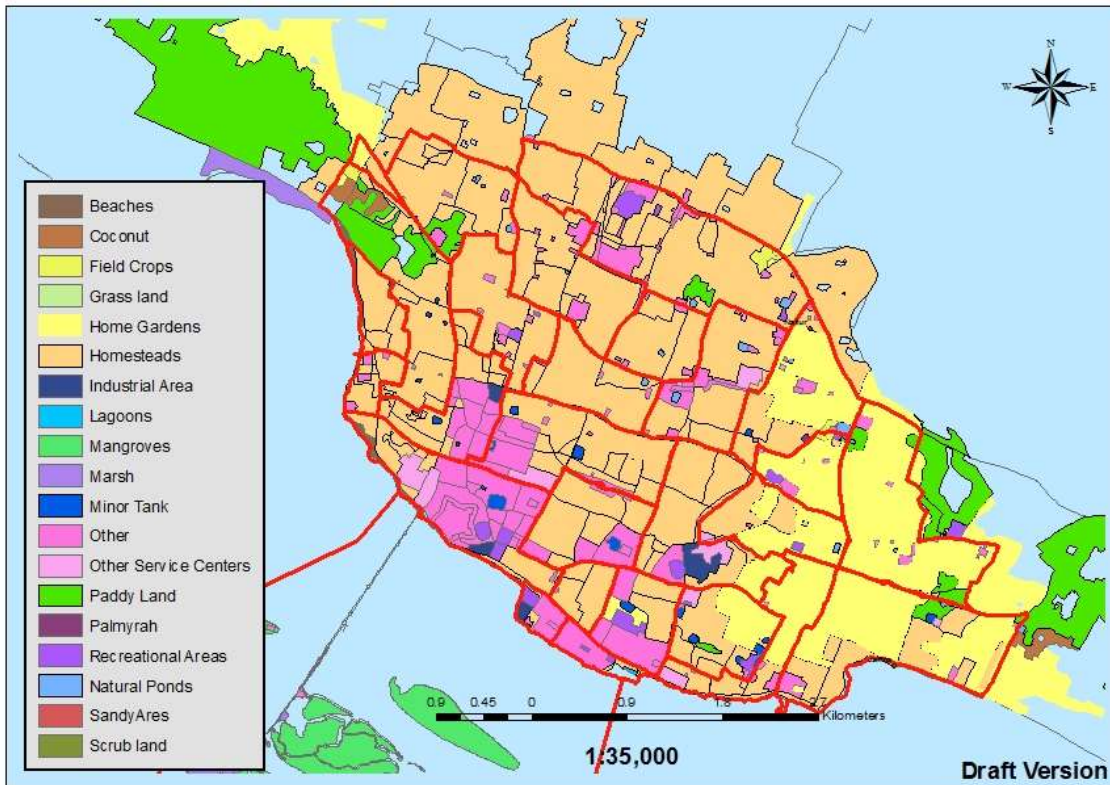 N
W E
S
Beaches
Coconut
Field Crops
Grass land
Home Gardens
Homesteads
Industrial Area
Lagoons
Mangroves
Marsh
Minor Tank
Other
Other Service Centers
Paddy Land
Palmyrah
Recreational Areas
Natural Ponds
SandyAres
Scrub land
0.9 0.45 0 0.9 1.8 2.7
Kilometers
1:35,000
Draft Version